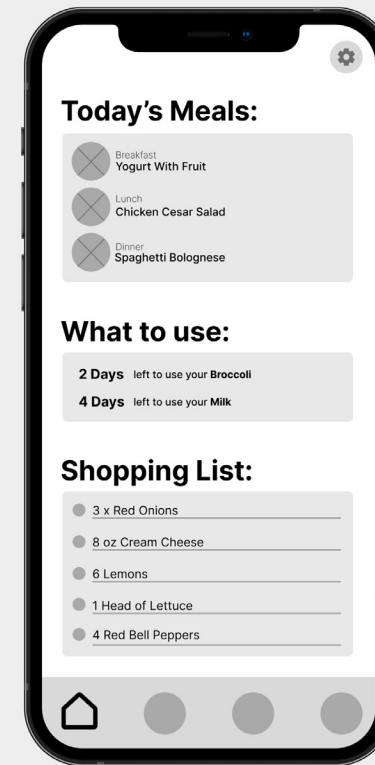 Today's Meals:
Breakfast
Yogurt With Fruit
Lunch
Chicken Cesar Salad
Dinner
Spaghetti Bolognese
What to use:
2 Days left to use your Broccoli
4 Days left to use your Milk
Shopping List:
3 x Red Onions
8 oz Cream Cheese
6 Lemons
1 Head of Lettuce
4 Red Bell Peppers